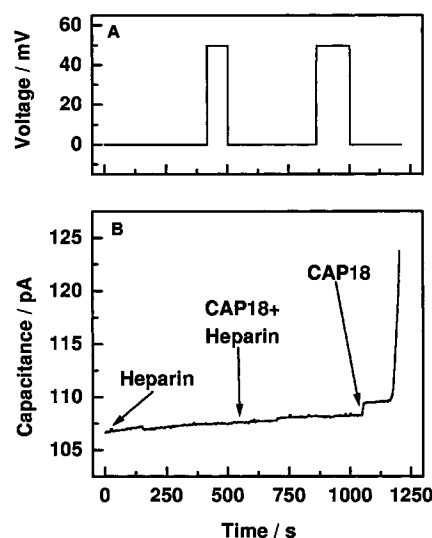 A
Voltage / mV
60
40
20
0
B
Capacitance / pA
125
120
115
110
105
CAP18
CAP18+
Heparin
Heparin
0
250
500
750
1000
1250
Time / s